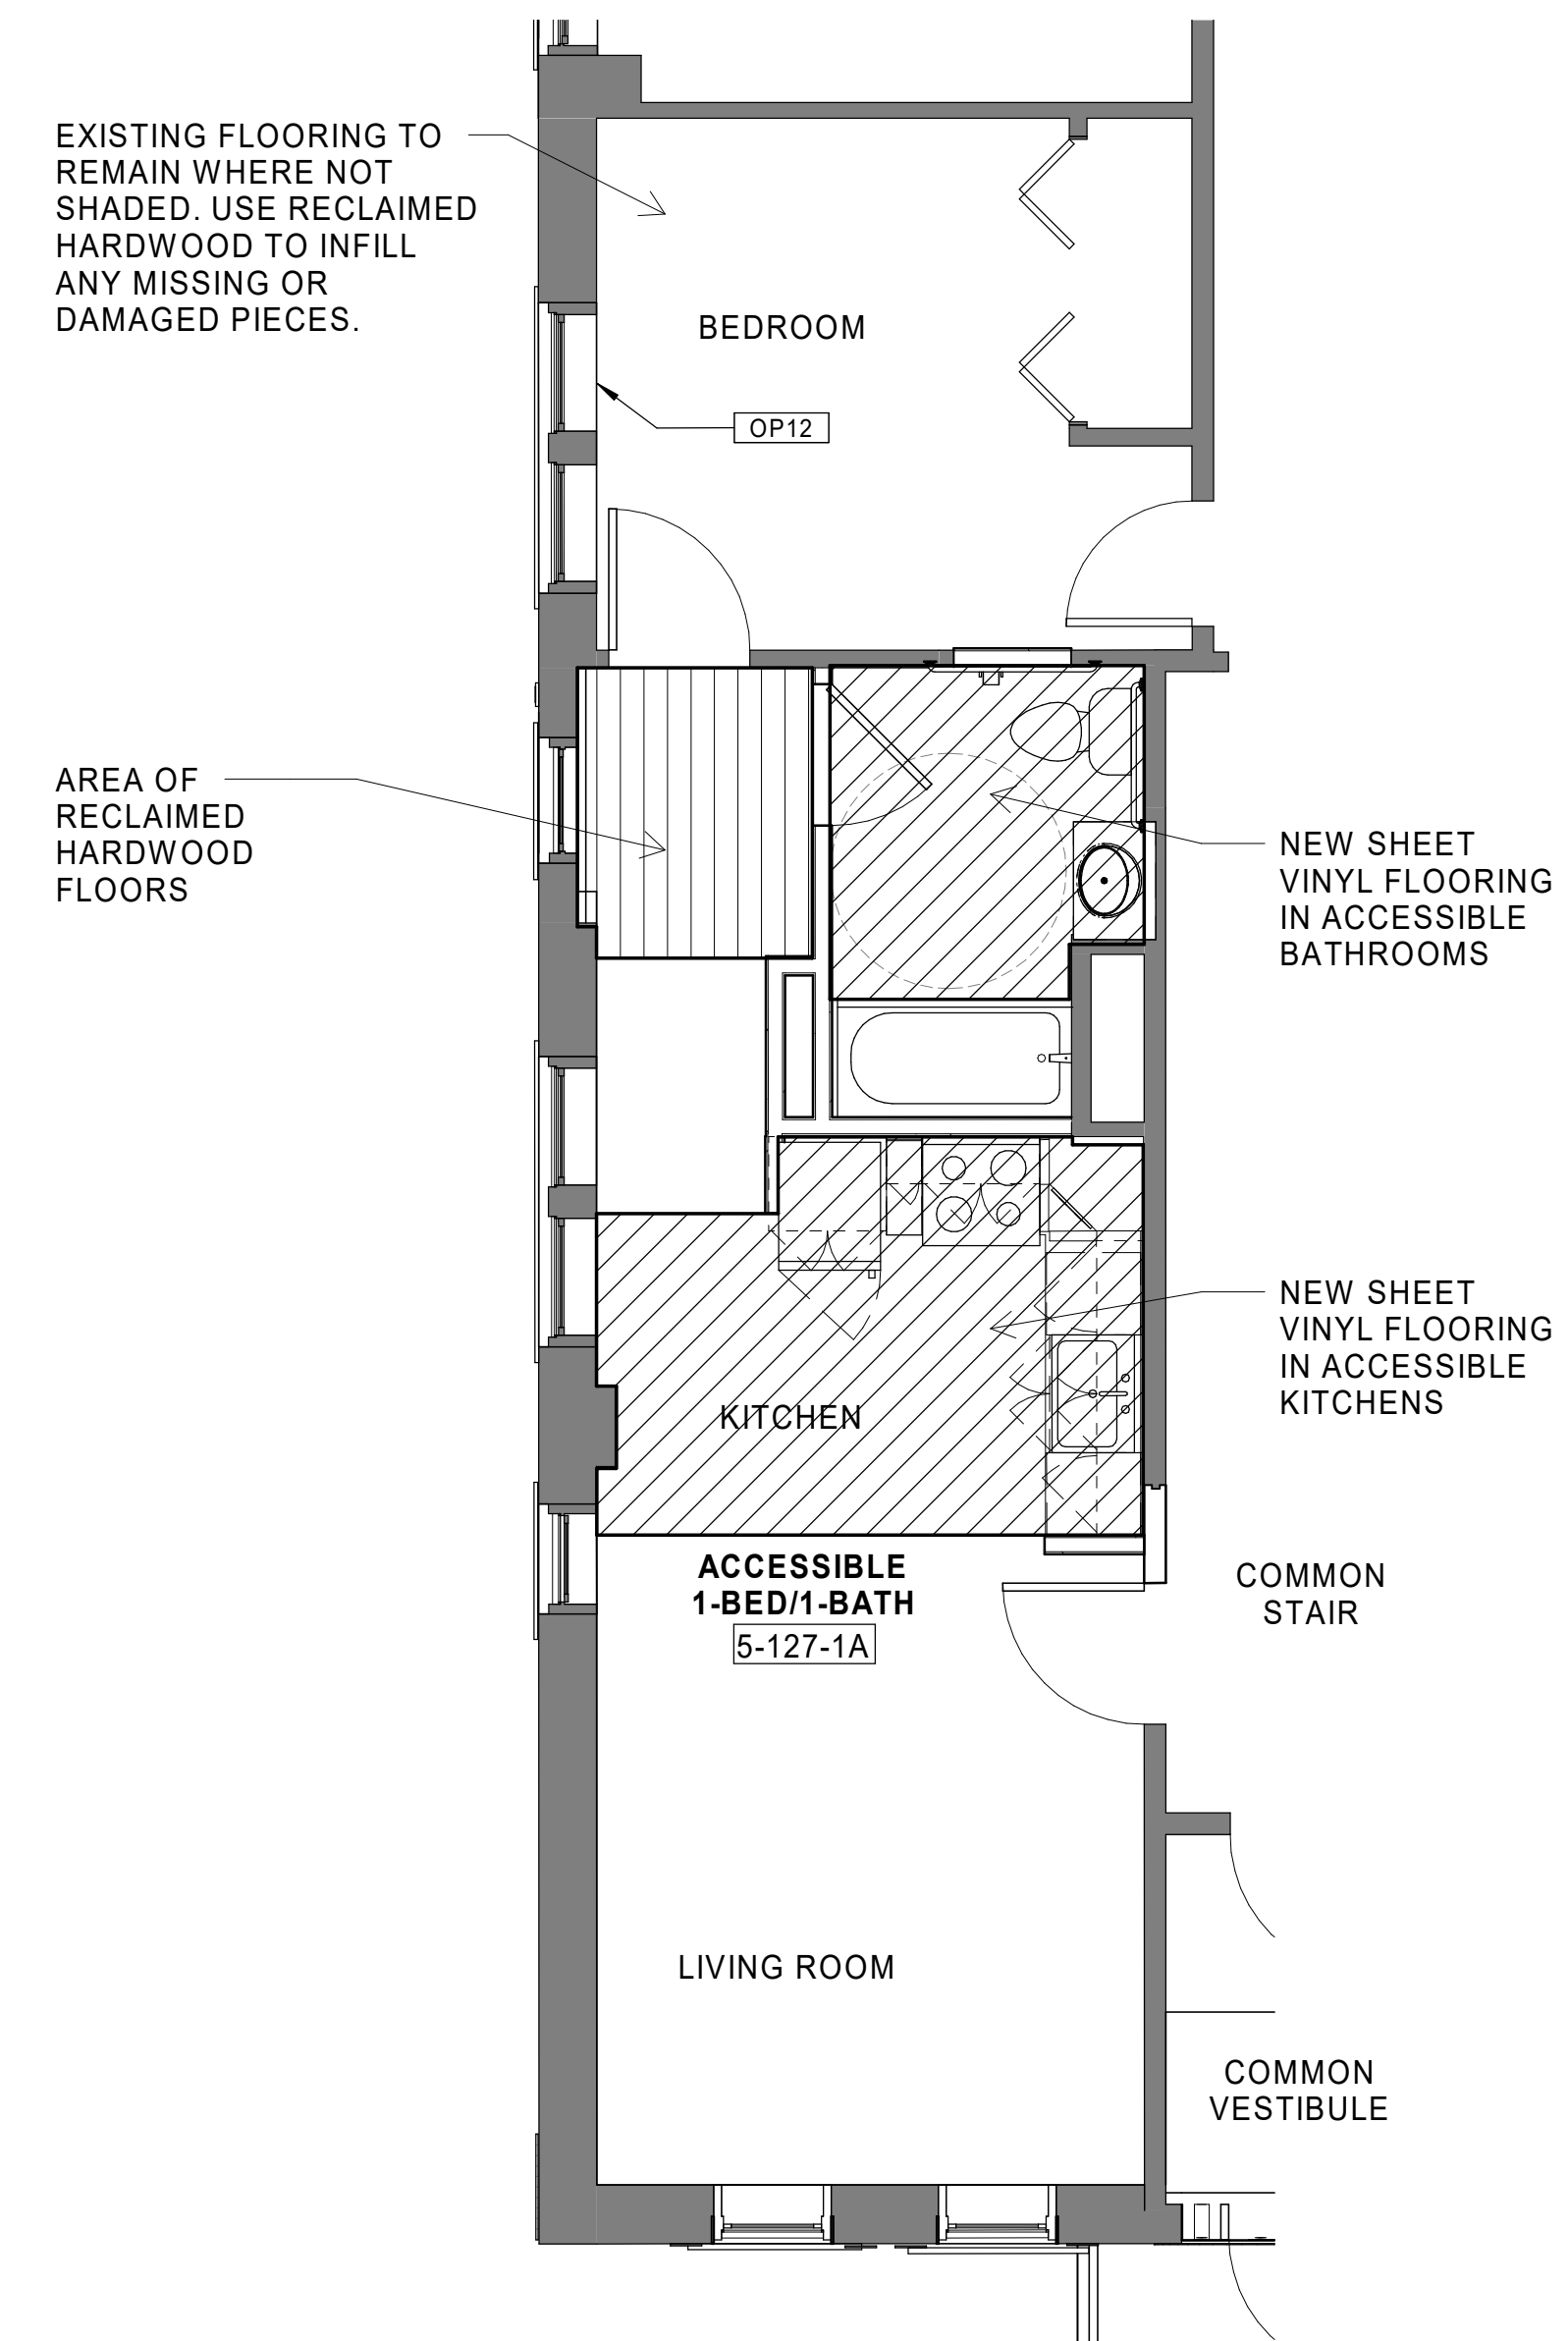 EXISTING FLOORING TO
REMAIN WHERE NOT
SHADED. USE RECLAIMED
HARDWOOD TO INFILL
ANY MISSING OR
DAMAGED PIECES.
BEDROOM
OP12
AREA OF
RECLAIMED
HARDWOOD
FLOORS
NEW SHEET
VINYL FLOORING
IN ACCESSIBLE
BATHROOMS
NEW SHEET
VINYL FLOORING
IN ACCESSIBLE
KITCHENS
KITCHEN
ACCESSIBLE
1-BED/1-BATH
5-127-1A
COMMON
STAIR
LIVING ROOM
COMMON
VESTIBULE